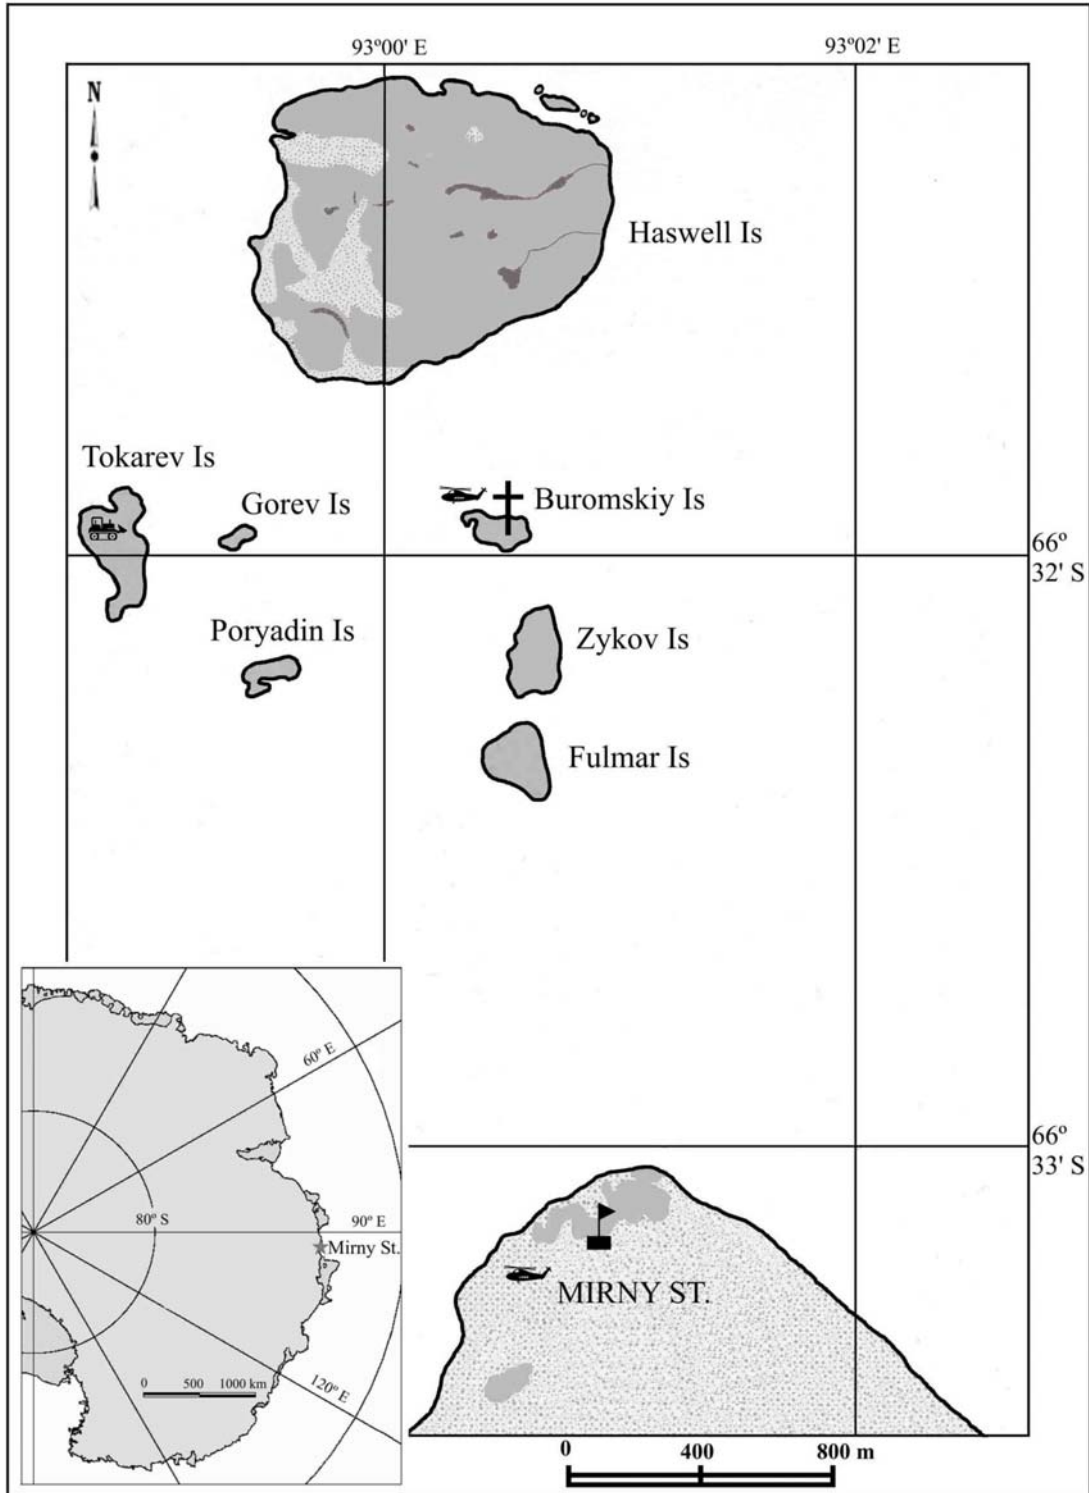 93º00' E
93º02' E
N
Haswell Is
Tokarev Is
Gorev Is
Buromskiy Is
66º
32' S
Poryadin Is
Zykov Is
Fulmar Is
60º E
66º
33' S
80º S
90º E
Mirny St.
MIRNY ST.
120º E
0 500 1000 km
0 400 800 m